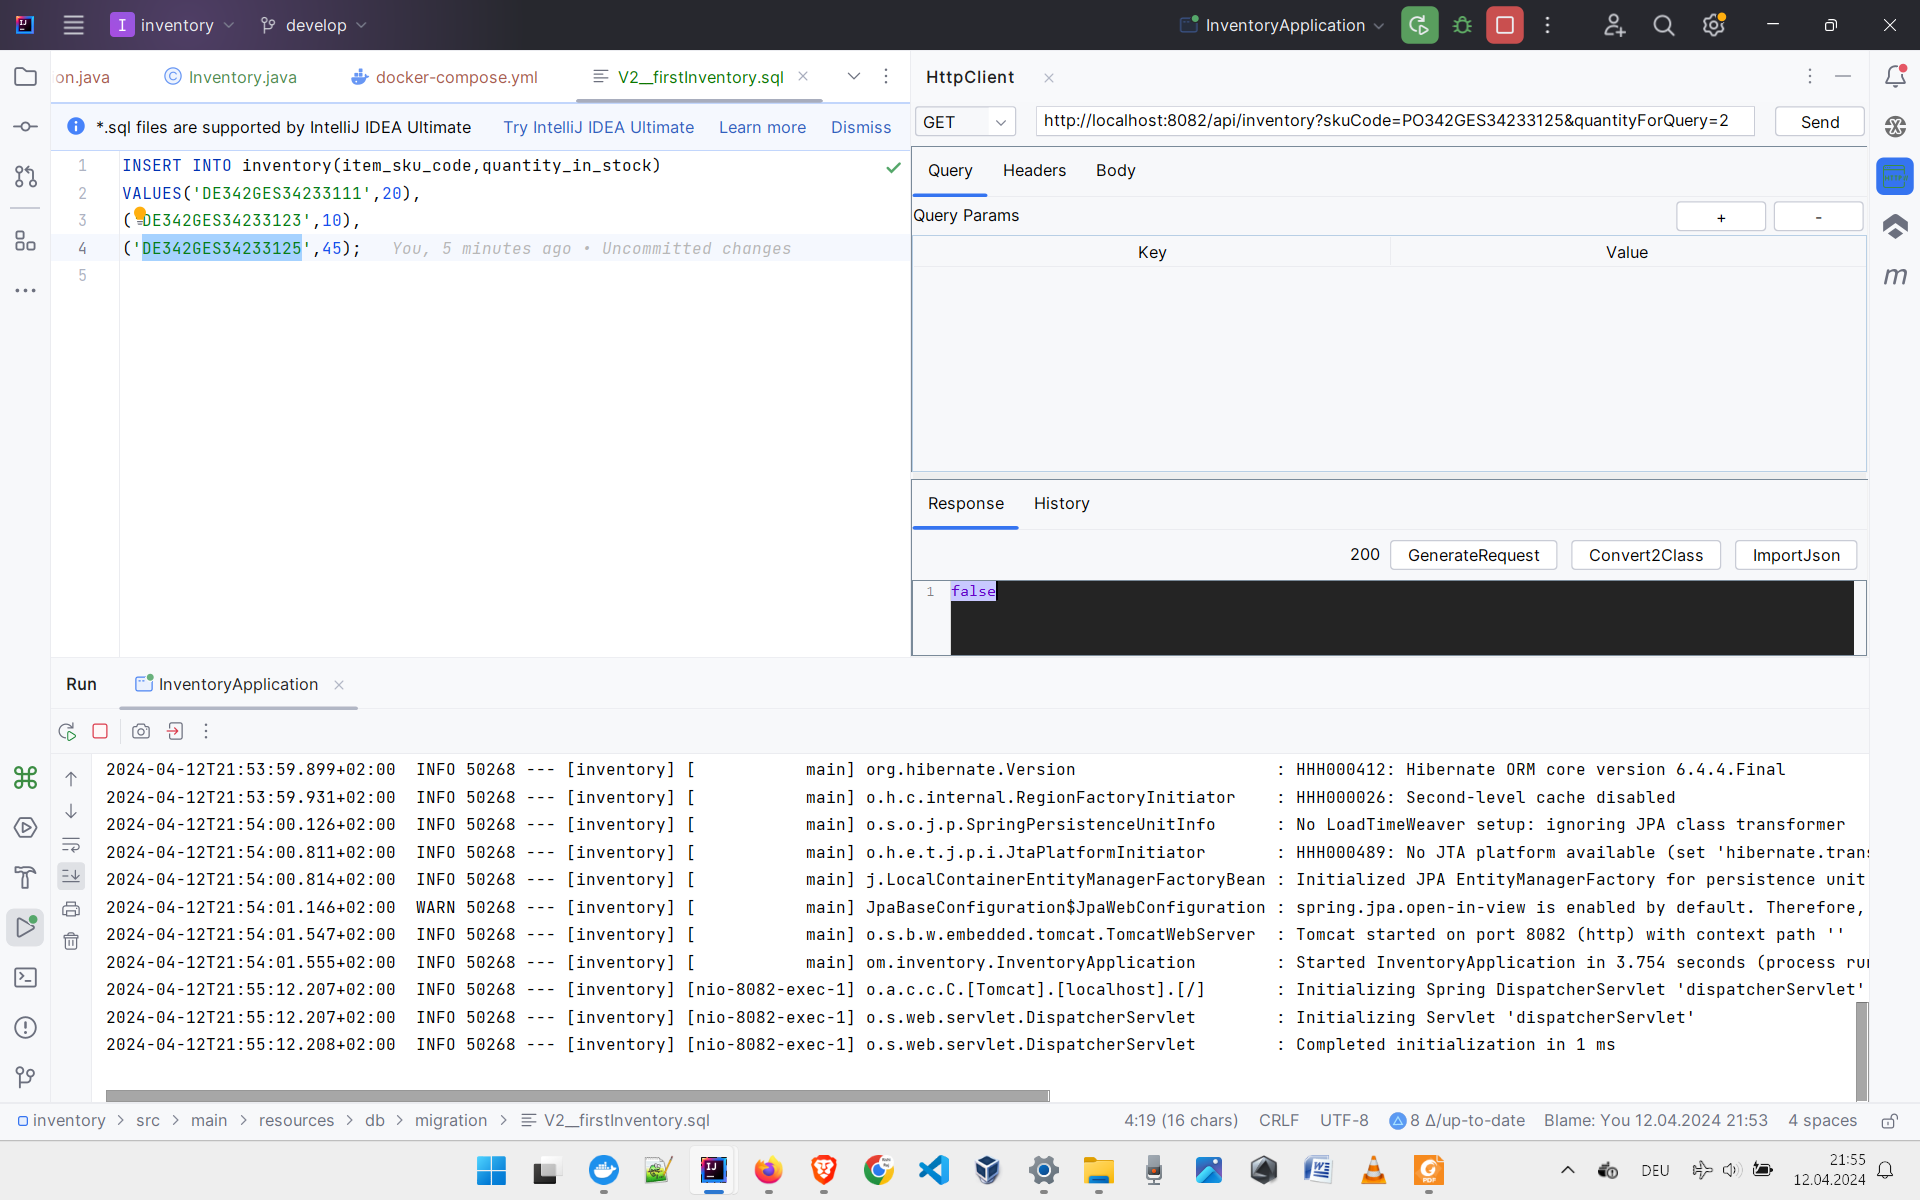 I inventory develop InventoryApplication
on.java Inventory.java docker-compose.yml V2__firstInventory.sql
*.sql files are supported by IntelliJ IDEA Ultimate Try IntelliJ IDEA Ultimate Learn more Dismiss
1 INSERT INTO inventory(item_sku_code,quantity_in_stock)
2 VALUES('DE342GES34233111',20),
3 ('DE342GES34233123',10),
4 ('DE342GES34233125',45); You, 5 minutes ago • Uncommitted changes
5
HttpClient
GET http://localhost:8082/api/inventory?skuCode=PO342GES34233125&quantityForQuery=2 Send
Query Headers Body
Query Params + -
Key Value
Response History
200 GenerateRequest Convert2Class ImportJson
1 false
Run InventoryApplication
2024-04-12T21:53:59.899+02:00 INFO 50268 --- [inventory] [ main] org.hibernate.Version : HHH000412: Hibernate ORM core version 6.4.4.Final
2024-04-12T21:53:59.931+02:00 INFO 50268 --- [inventory] [ main] o.h.c.internal.RegionFactoryInitiator : HHH000026: Second-level cache disabled
2024-04-12T21:54:00.126+02:00 INFO 50268 --- [inventory] [ main] o.s.o.j.p.SpringPersistenceUnitInfo : No LoadTimeWeaver setup: ignoring JPA class transformer
2024-04-12T21:54:00.811+02:00 INFO 50268 --- [inventory] [ main] o.h.e.t.j.p.i.JtaPlatformInitiator : HHH000489: No JTA platform available (set 'hibernate.trans
2024-04-12T21:54:00.814+02:00 INFO 50268 --- [inventory] [ main] j.LocalContainerEntityManagerFactoryBean : Initialized JPA EntityManagerFactory for persistence unit
2024-04-12T21:54:01.146+02:00 WARN 50268 --- [inventory] [ main] JpaBaseConfiguration$JpaWebConfiguration : spring.jpa.open-in-view is enabled by default. Therefore,
2024-04-12T21:54:01.547+02:00 INFO 50268 --- [inventory] [ main] o.s.b.w.embedded.tomcat.TomcatWebServer : Tomcat started on port 8082 (http) with context path ''
2024-04-12T21:54:01.555+02:00 INFO 50268 --- [inventory] [ main] om.inventory.InventoryApplication : Started InventoryApplication in 3.754 seconds (process run
2024-04-12T21:55:12.207+02:00 INFO 50268 --- [inventory] [nio-8082-exec-1] o.a.c.c.C.[Tomcat].[localhost].[/] : Initializing Spring DispatcherServlet 'dispatcherServlet'
2024-04-12T21:55:12.207+02:00 INFO 50268 --- [inventory] [nio-8082-exec-1] o.s.web.servlet.DispatcherServlet : Initializing Servlet 'dispatcherServlet'
2024-04-12T21:55:12.208+02:00 INFO 50268 --- [inventory] [nio-8082-exec-1] o.s.web.servlet.DispatcherServlet : Completed initialization in 1 ms
inventory > src > main > resources > db > migration > V2__firstInventory.sql 4:19 (16 chars) CRLF UTF-8 8 Δ/up-to-date Blame: You 12.04.2024 21:53 4 spaces
DEU 21:55
12.04.2024